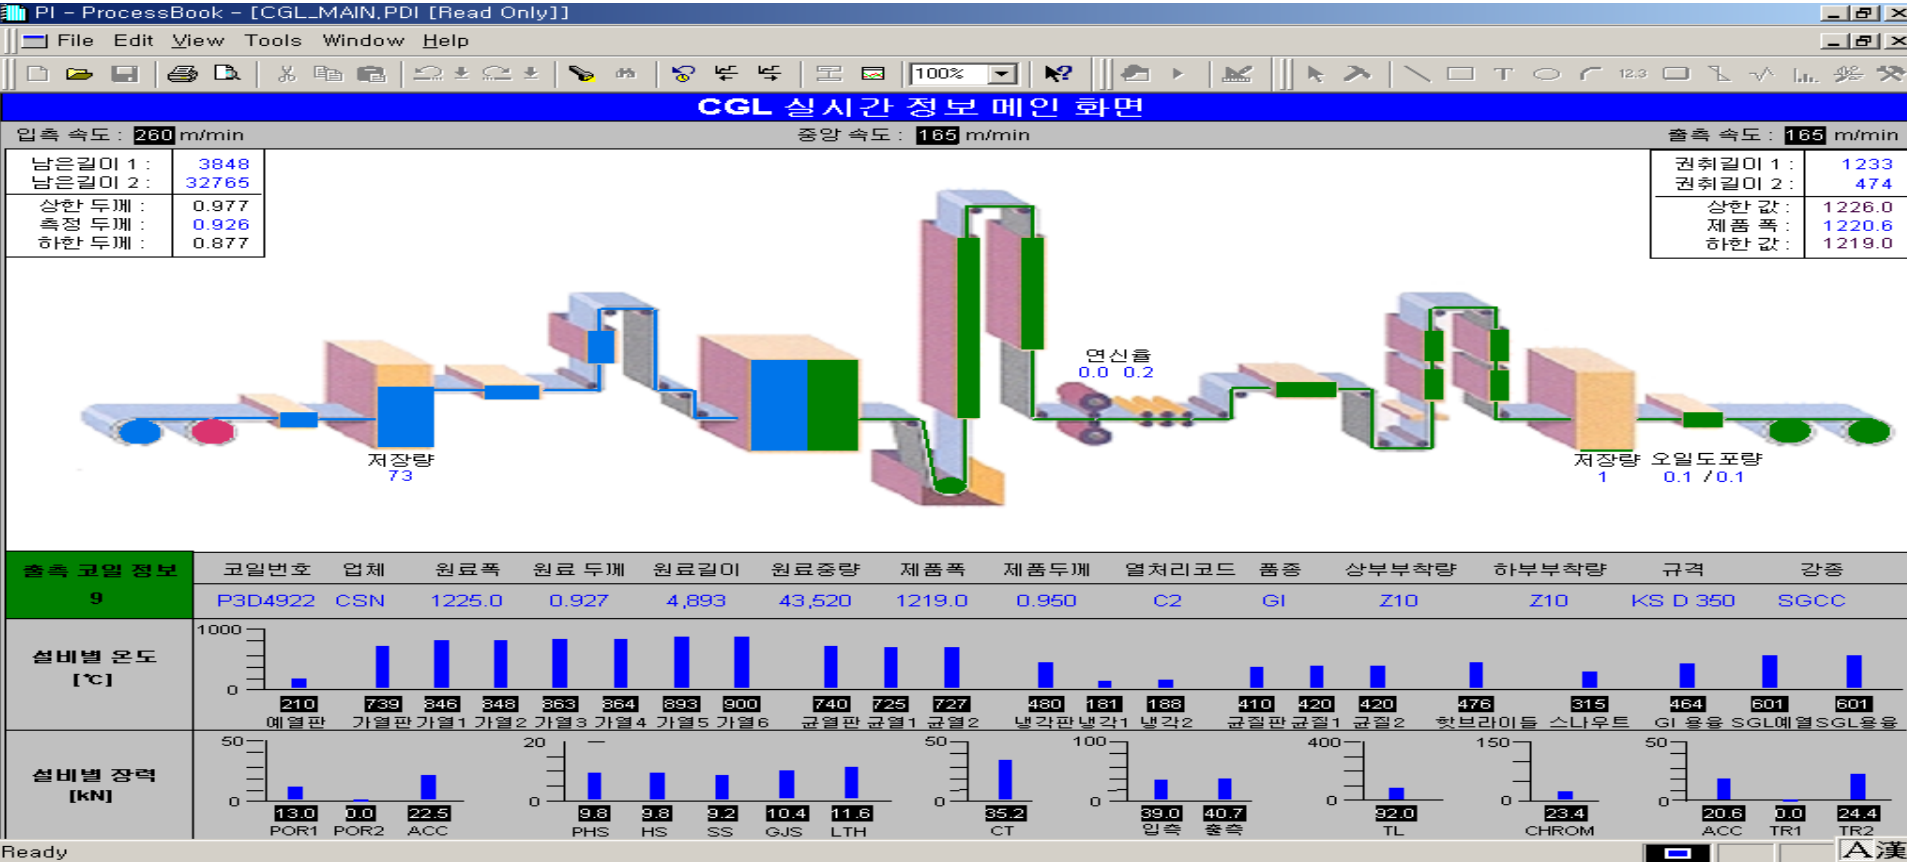 PI - ProcessBook - [CGL_MAIN.PDI [Read Only]]
File Edit View Tools Window Help
100%
CGL 실시간 정보 메인 화면
입측 속도 : 260 m/min 중앙 속도 : 165 m/min 출측 속도 : 165 m/min
남은길이 1 : 3848
남은길이 2 : 32765
상한 두께 : 0.977
측정 두께 : 0.926
하한 두께 : 0.877
권취길이 1 : 1233
권취길이 2 : 474
상한 값 : 1226.0
제품 폭 : 1220.6
하한 값 : 1219.0
연신율
0.0 0.2
저장량
73
저장량 오일도포량
1 0.1 / 0.1
출측 코일 정보 코일번호 업체 원료폭 원료 두께 원료길이 원료중량 제품폭 제품두께 열처리코드 품종 상부부착량 하부부착량 규격 강종
9 P3D4922 CSN 1225.0 0.927 4,893 43,520 1219.0 0.950 C2 GI Z10 Z10 KS D 350 SGCC
설비별 온도
[℃]
1000
0
210 739 846 848 863 864 893 900 740 725 727 480 181 188 410 420 420 476 315 464 601 601
예열판 가열판 가열1 가열2 가열3 가열4 가열5 가열6 균열판 균열1 균열2 냉각판 냉각1 냉각2 균질판 균질1 균질2 핫브라이들 스나우트 GI 용융 SGL예열 SGL용융
설비별 장력
[kN]
50 20 50 100 400 150 50
0 0 0 0 0 0 0
13.0 0.0 22.5 9.8 9.8 9.2 10.4 11.6 35.2 39.0 40.7 92.0 23.4 20.6 0.0 24.4
POR1 POR2 ACC PHS HS SS GJS LTH CT 입측 출측 TL CHROM ACC TR1 TR2
Ready
A漢